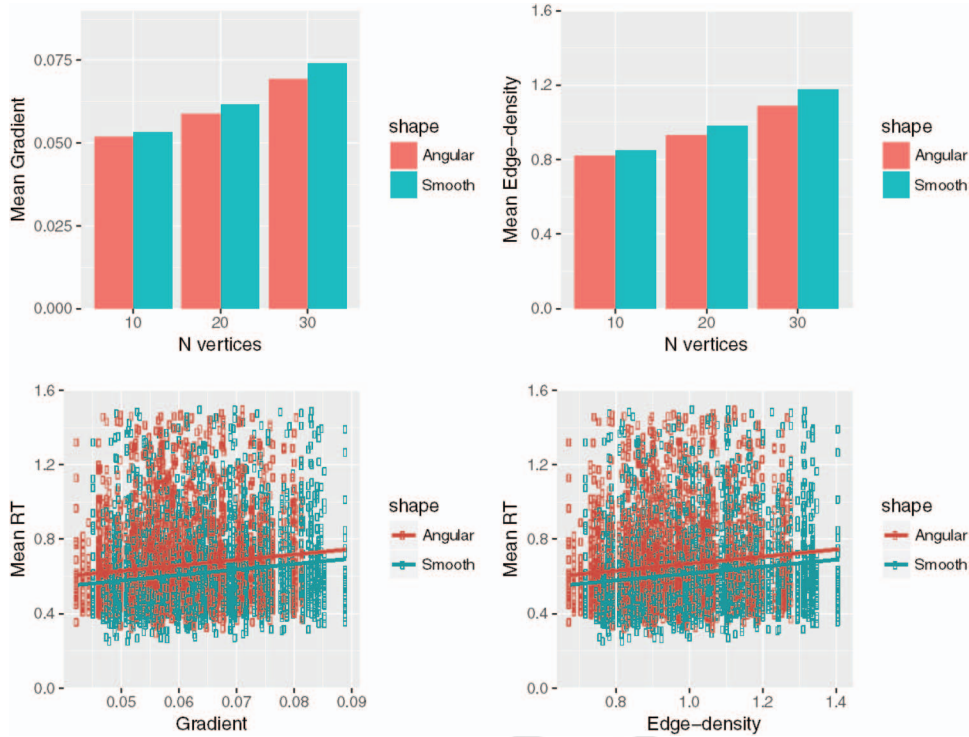 Mean Gradient
0.075
0.050
0.025
0.000
10 20 30
N vertices
shape
Angular
Smooth
Mean Edge-density
1.6
1.2
0.8
0.4
0.0
10 20 30
N vertices
shape
Angular
Smooth
Mean RT
1.6
1.2
0.8
0.4
0.0
0.05 0.06 0.07 0.08 0.09
Gradient
shape
Angular
Smooth
Mean RT
1.6
1.2
0.8
0.4
0.0
0.8 1.0 1.2 1.4
Edge-density
shape
Angular
Smooth